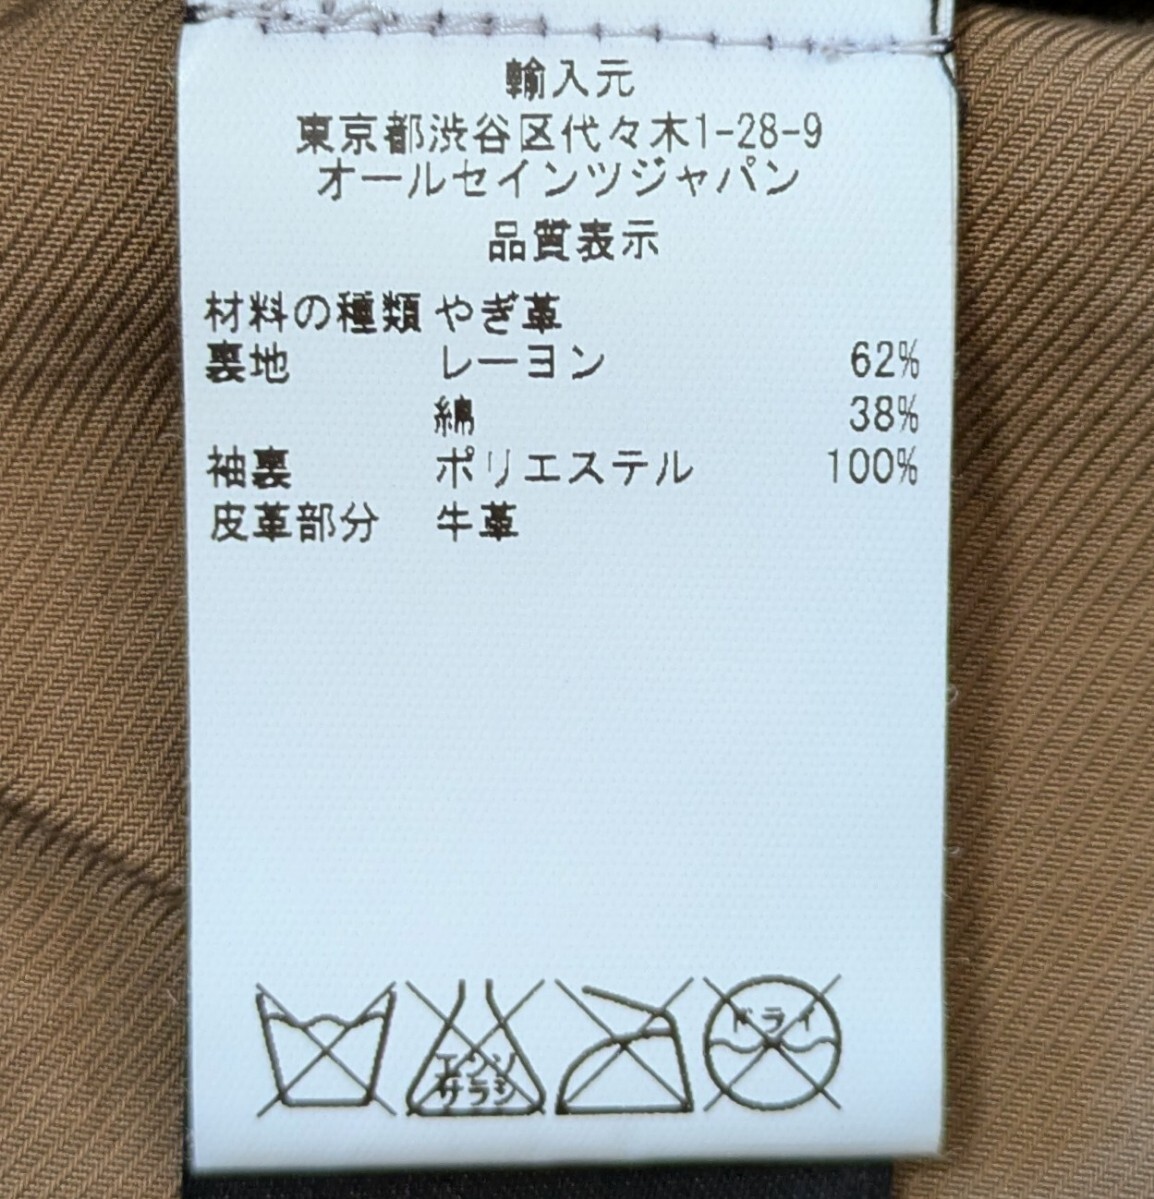 輸入元
東京都渋谷区代々木1-28-9
オールセインツジャパン
品質表示
材料の種類 やぎ革
裏地 レーヨン 62%
綿 38%
袖裏 ポリエステル 100%
皮革部分 牛革
エンソ
サラシ
ドライ